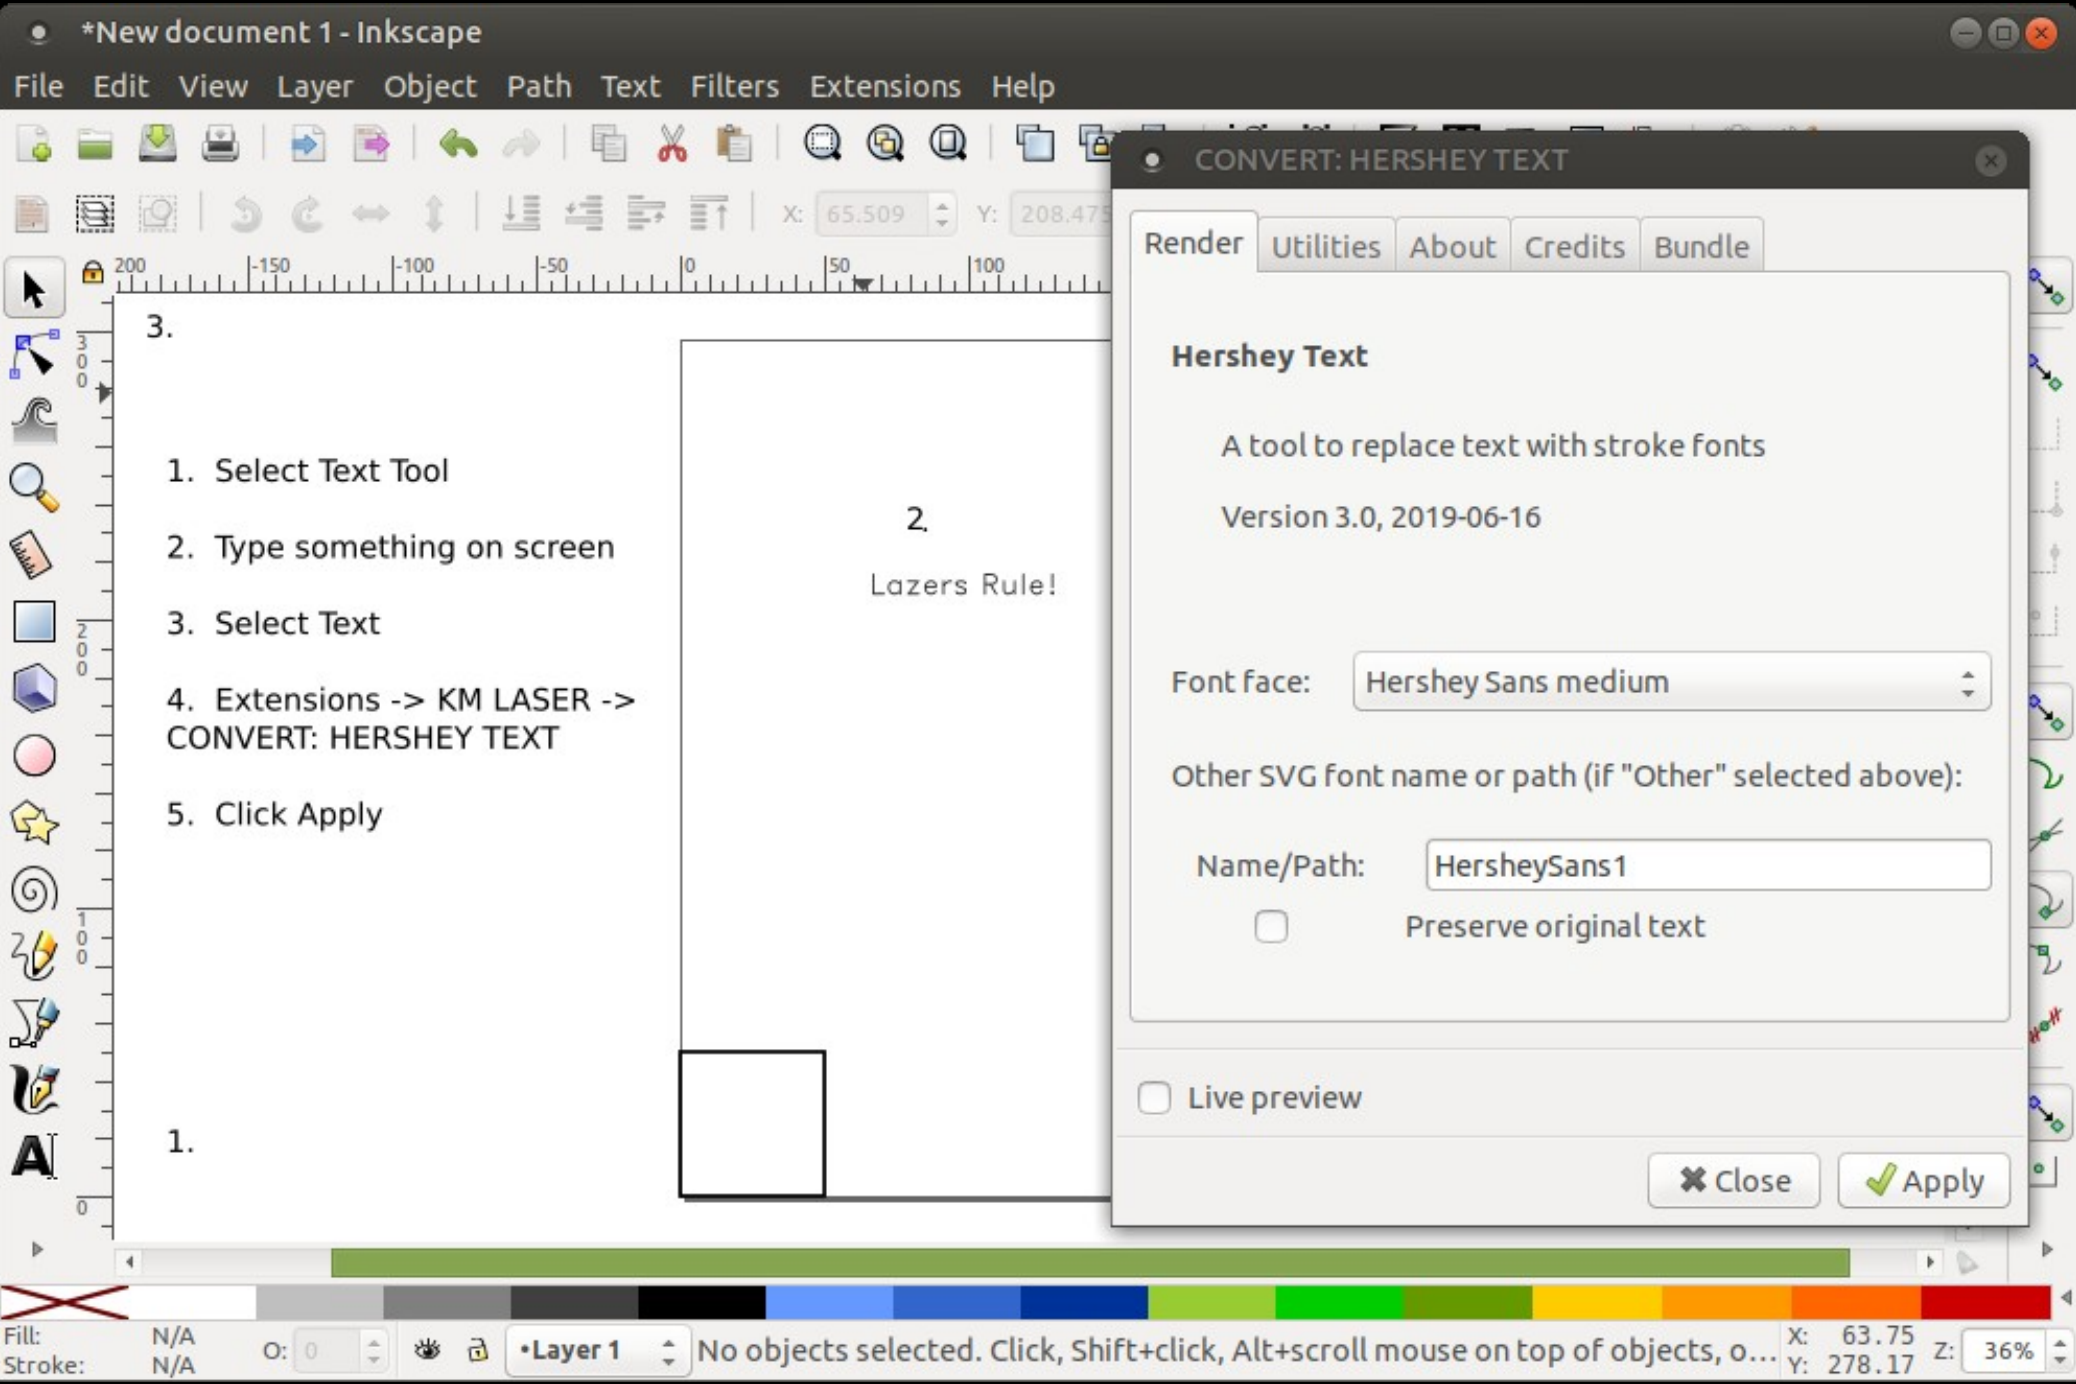 *New document 1 - Inkscape
File Edit View Layer Object Path Text Filters Extensions Help
X: 65.509 Y: 208.475
200 -150 -100 -50 0 50 100
300
200
100
0
3.
1. Select Text Tool
2. Type something on screen
3. Select Text
4. Extensions -> KM LASER ->
CONVERT: HERSHEY TEXT
5. Click Apply
1.
2.
Lazers Rule!
CONVERT: HERSHEY TEXT
Render Utilities About Credits Bundle
Hershey Text
A tool to replace text with stroke fonts
Version 3.0, 2019-06-16
Font face: Hershey Sans medium
Other SVG font name or path (if "Other" selected above):
Name/Path: HersheySans1
Preserve original text
Live preview
Close Apply
Fill: N/A
Stroke: N/A
O: 0
•Layer 1
No objects selected. Click, Shift+click, Alt+scroll mouse on top of objects, o...
X: 63.75
Y: 278.17
Z: 36%